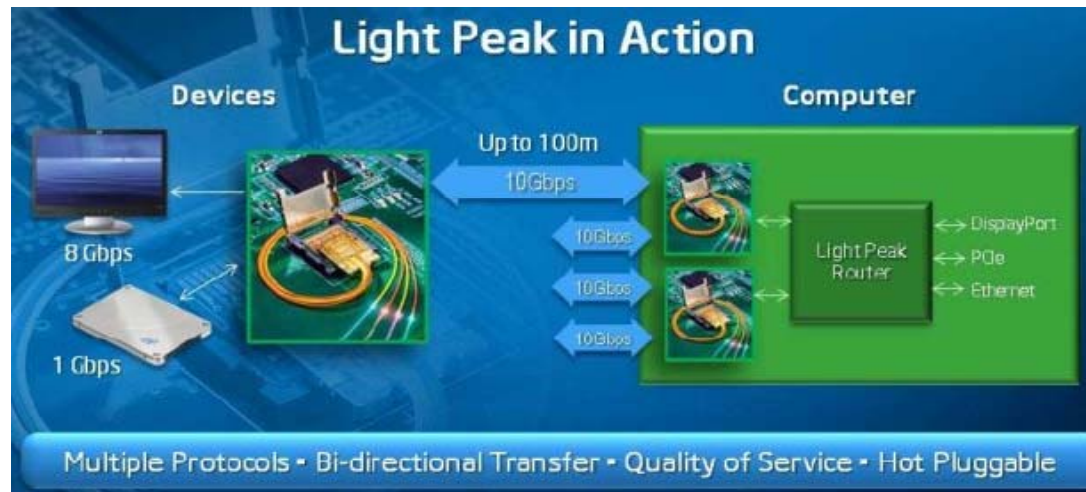 Light Peak in Action
Devices
Computer
Up to 100m
10Gbps
10Gbps
10Gbps
10Gbps
8 Gbps
1 Gbps
Light Peak
Router
DisplayPort
PCIe
Ethernet
Multiple Protocols • Bi-directional Transfer • Quality of Service • Hot Pluggable